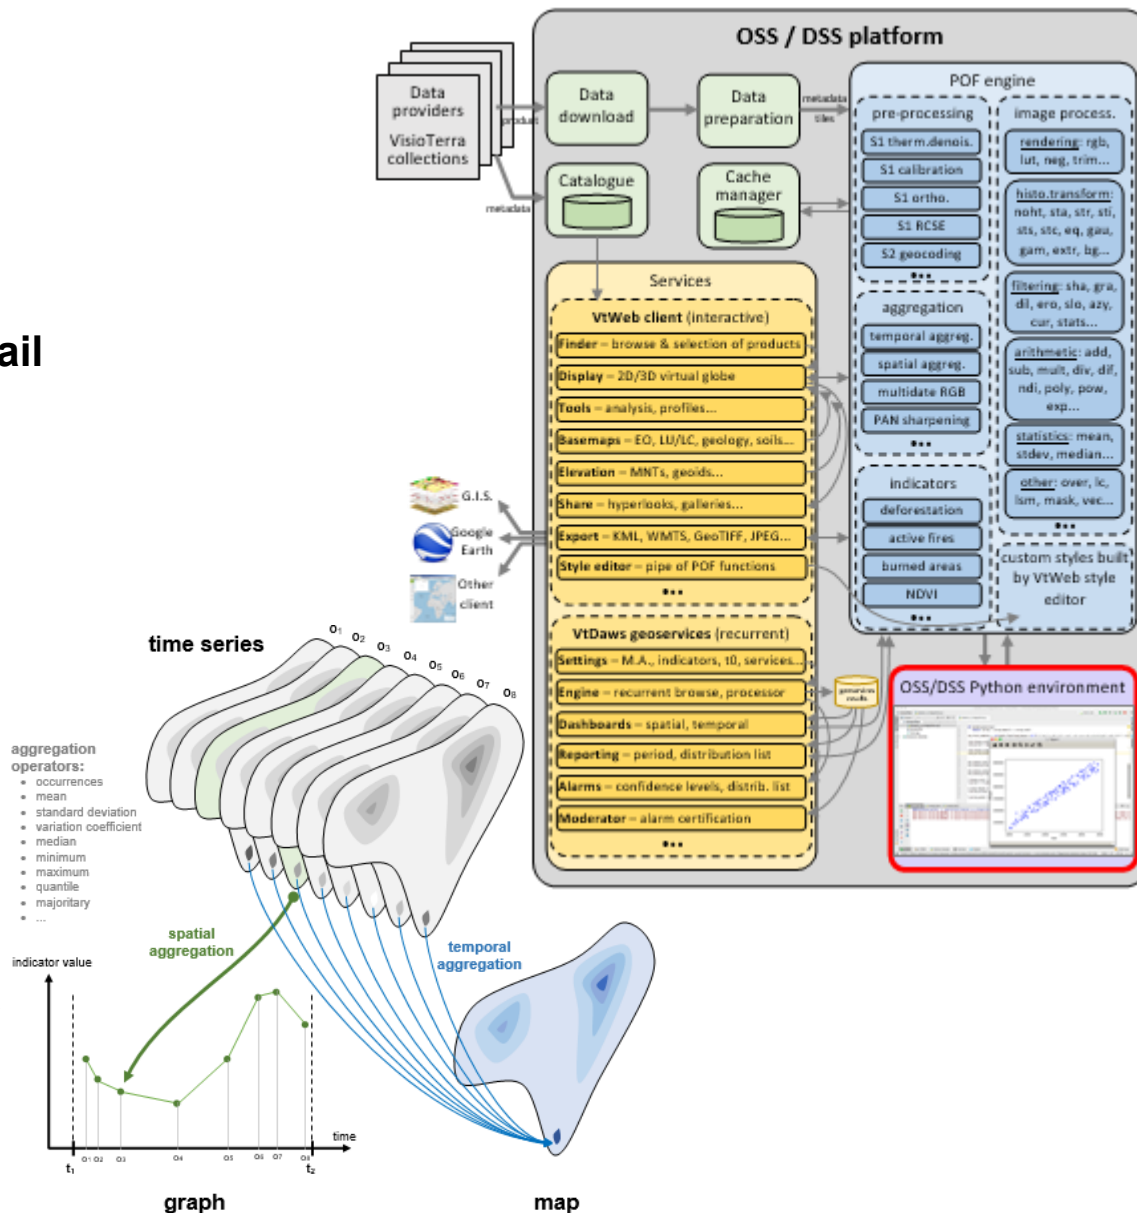 OSS / DSS platform
Data
providers
VisioTerra
collections
product
metadata
Data
download
Data
preparation
metadata
tiles
Catalogue
Cache
manager
POF engine
pre-processing
S1 therm.denois.
S1 calibration
S1 ortho.
S1 RCSE
S2 geocoding
•••
aggregation
temporal aggreg.
spatial aggreg.
multidate RGB
PAN sharpening
•••
indicators
deforestation
active fires
burned areas
NDVI
•••
image process.
rendering: rgb,
lut, neg, trim...
histo.transform:
noht, sta, str, sti,
sts, stc, eq, gau,
gam, extr, bg...
filtering: sha, gra,
dil, ero, slo, azy,
cur, stats...
arithmetic: add,
sub, mult, div, dif,
ndi, poly, pow,
exp...
statistics: mean,
stdev, median...
other: over, lc,
lsm, mask, vec...
•••
custom styles built
by VtWeb style
editor
Services
VtWeb client (interactive)
Finder – browse & selection of products
Display – 2D/3D virtual globe
Tools – analysis, profiles...
Basemaps – EO, LU/LC, geology, soils...
Elevation – MNTs, geoids...
Share – hyperlooks, galleries...
Export – KML, WMTS, GeoTIFF, JPEG...
Style editor – pipe of POF functions
•••
VtDaws geoservices (recurrent)
Settings – M.A., indicators, t0, services...
Engine – recurrent browse, processor
Dashboards – spatial, temporal
Reporting – period, distribution list
Alarms – confidence levels, distrib. list
Moderator – alarm certification
•••
geoservices
results
OSS/DSS Python environment
ail
G.I.S.
Google
Earth
Other
client
time series
O1
O2
O3
O4
O5
O6
O7
O8
aggregation
operators:
• occurrences
• mean
• standard deviation
• variation coefficient
• median
• minimum
• maximum
• quantile
• majoritary
• ...
spatial
aggregation
temporal
aggregation
indicator value
time
t1
O1 O2 O3 O4 O5 O6 O7 O8
t2
graph
map